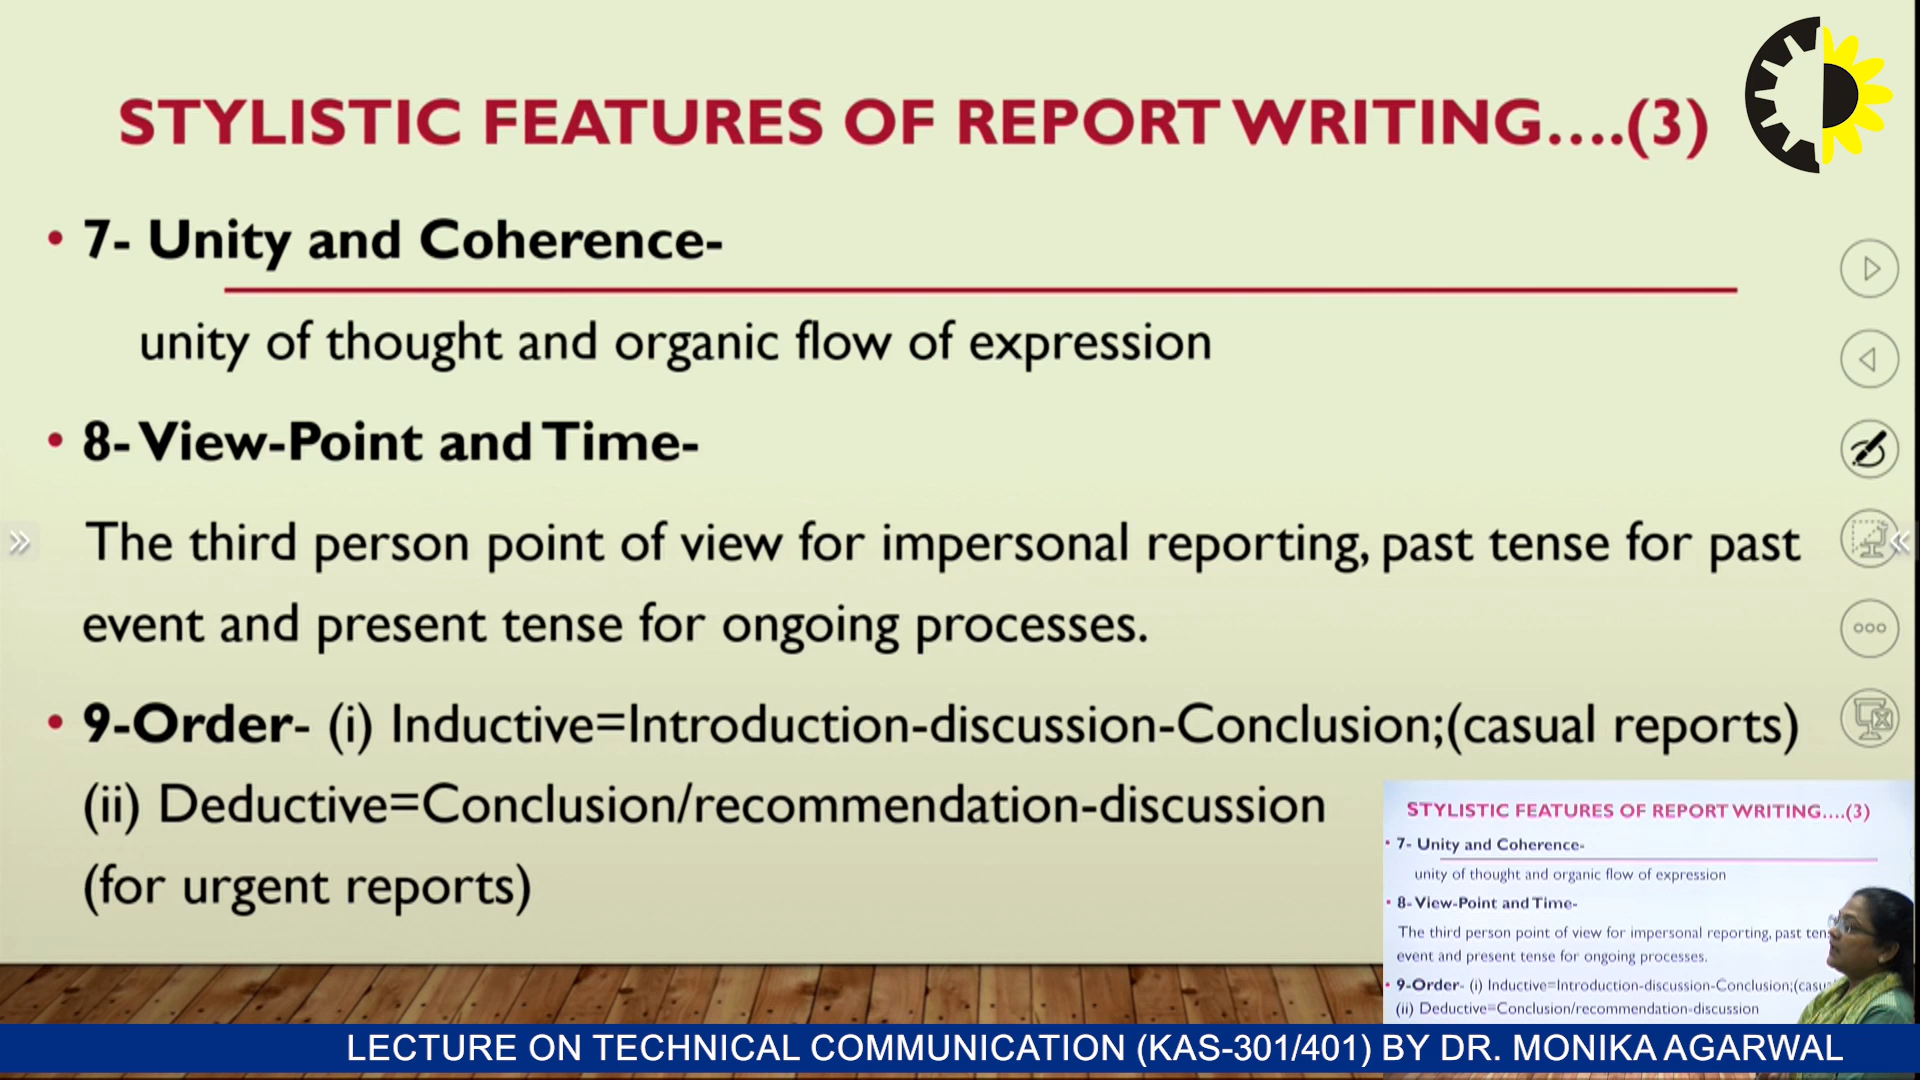 STYLISTIC FEATURES OF REPORT WRITING....(3)
• 7- Unity and Coherence-
unity of thought and organic flow of expression
• 8- View-Point and Time-
The third person point of view for impersonal reporting, past tense for past
event and present tense for ongoing processes.
• 9-Order- (i) Inductive=Introduction-discussion-Conclusion;(casual reports)
(ii) Deductive=Conclusion/recommendation-discussion
(for urgent reports)
STYLISTIC FEATURES OF REPORT WRITING....(3)
• 7- Unity and Coherence-
unity of thought and organic flow of expression
• 8- View-Point and Time-
The third person point of view for impersonal reporting, past ten
event and present tense for ongoing processes.
• 9-Order- (i) Inductive=Introduction-discussion-Conclusion;(casu
(ii) Deductive=Conclusion/recommendation-discussion
LECTURE ON TECHNICAL COMMUNICATION (KAS-301/401) BY DR. MONIKA AGARWAL